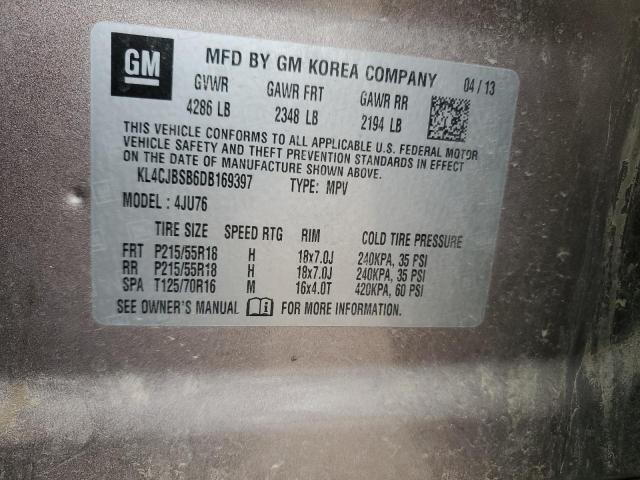 GM
MFD BY GM KOREA COMPANY 04/13
GVWR GAWR FRT GAWR RR
4286 LB 2348 LB 2194 LB
THIS VEHICLE CONFORMS TO ALL APPLICABLE U.S. FEDERAL MOTOR
VEHICLE SAFETY AND THEFT PREVENTION STANDARDS IN EFFECT
ON THE DATE OF MANUFACTURE SHOWN ABOVE.
KL4CJBSB6DB169397 TYPE: MPV
MODEL : 4JU76
TIRE SIZE SPEED RTG RIM COLD TIRE PRESSURE
FRT P215/55R18 H 18x7.0J 240KPA, 35 PSI
RR P215/55R18 H 18x7.0J 240KPA, 35 PSI
SPA T125/70R16 M 16x4.0T 420KPA, 60 PSI
SEE OWNER'S MANUAL FOR MORE INFORMATION.